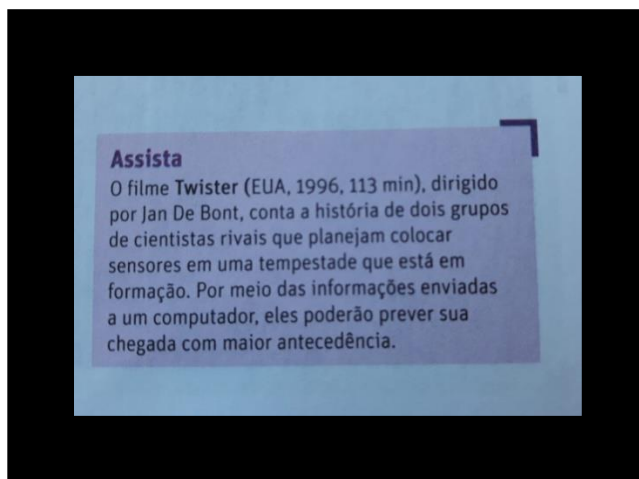 Assista
O filme Twister (EUA, 1996, 113 min), dirigido
por Jan De Bont, conta a história de dois grupos
de cientistas rivais que planejam colocar
sensores em uma tempestade que está em
formação. Por meio das informações enviadas
a um computador, eles poderão prever sua
chegada com maior antecedência.